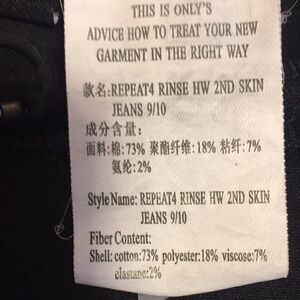 THIS IS ONLY'S
ADVICE HOW TO TREAT YOUR NEW
GARMENT IN THE RIGHT WAY
款名:REPEAT4 RINSE HW 2ND SKIN
JEANS 9/10
成分含量:
面料:棉:73% 聚酯纤维:18% 粘纤:7%
氨纶:2%
Style Name: REPEAT4 RINSE HW 2ND SKIN
JEANS 9/10
Fiber Content:
Shell: cotton:73% polyester:18% viscose:7%
elastane:2%